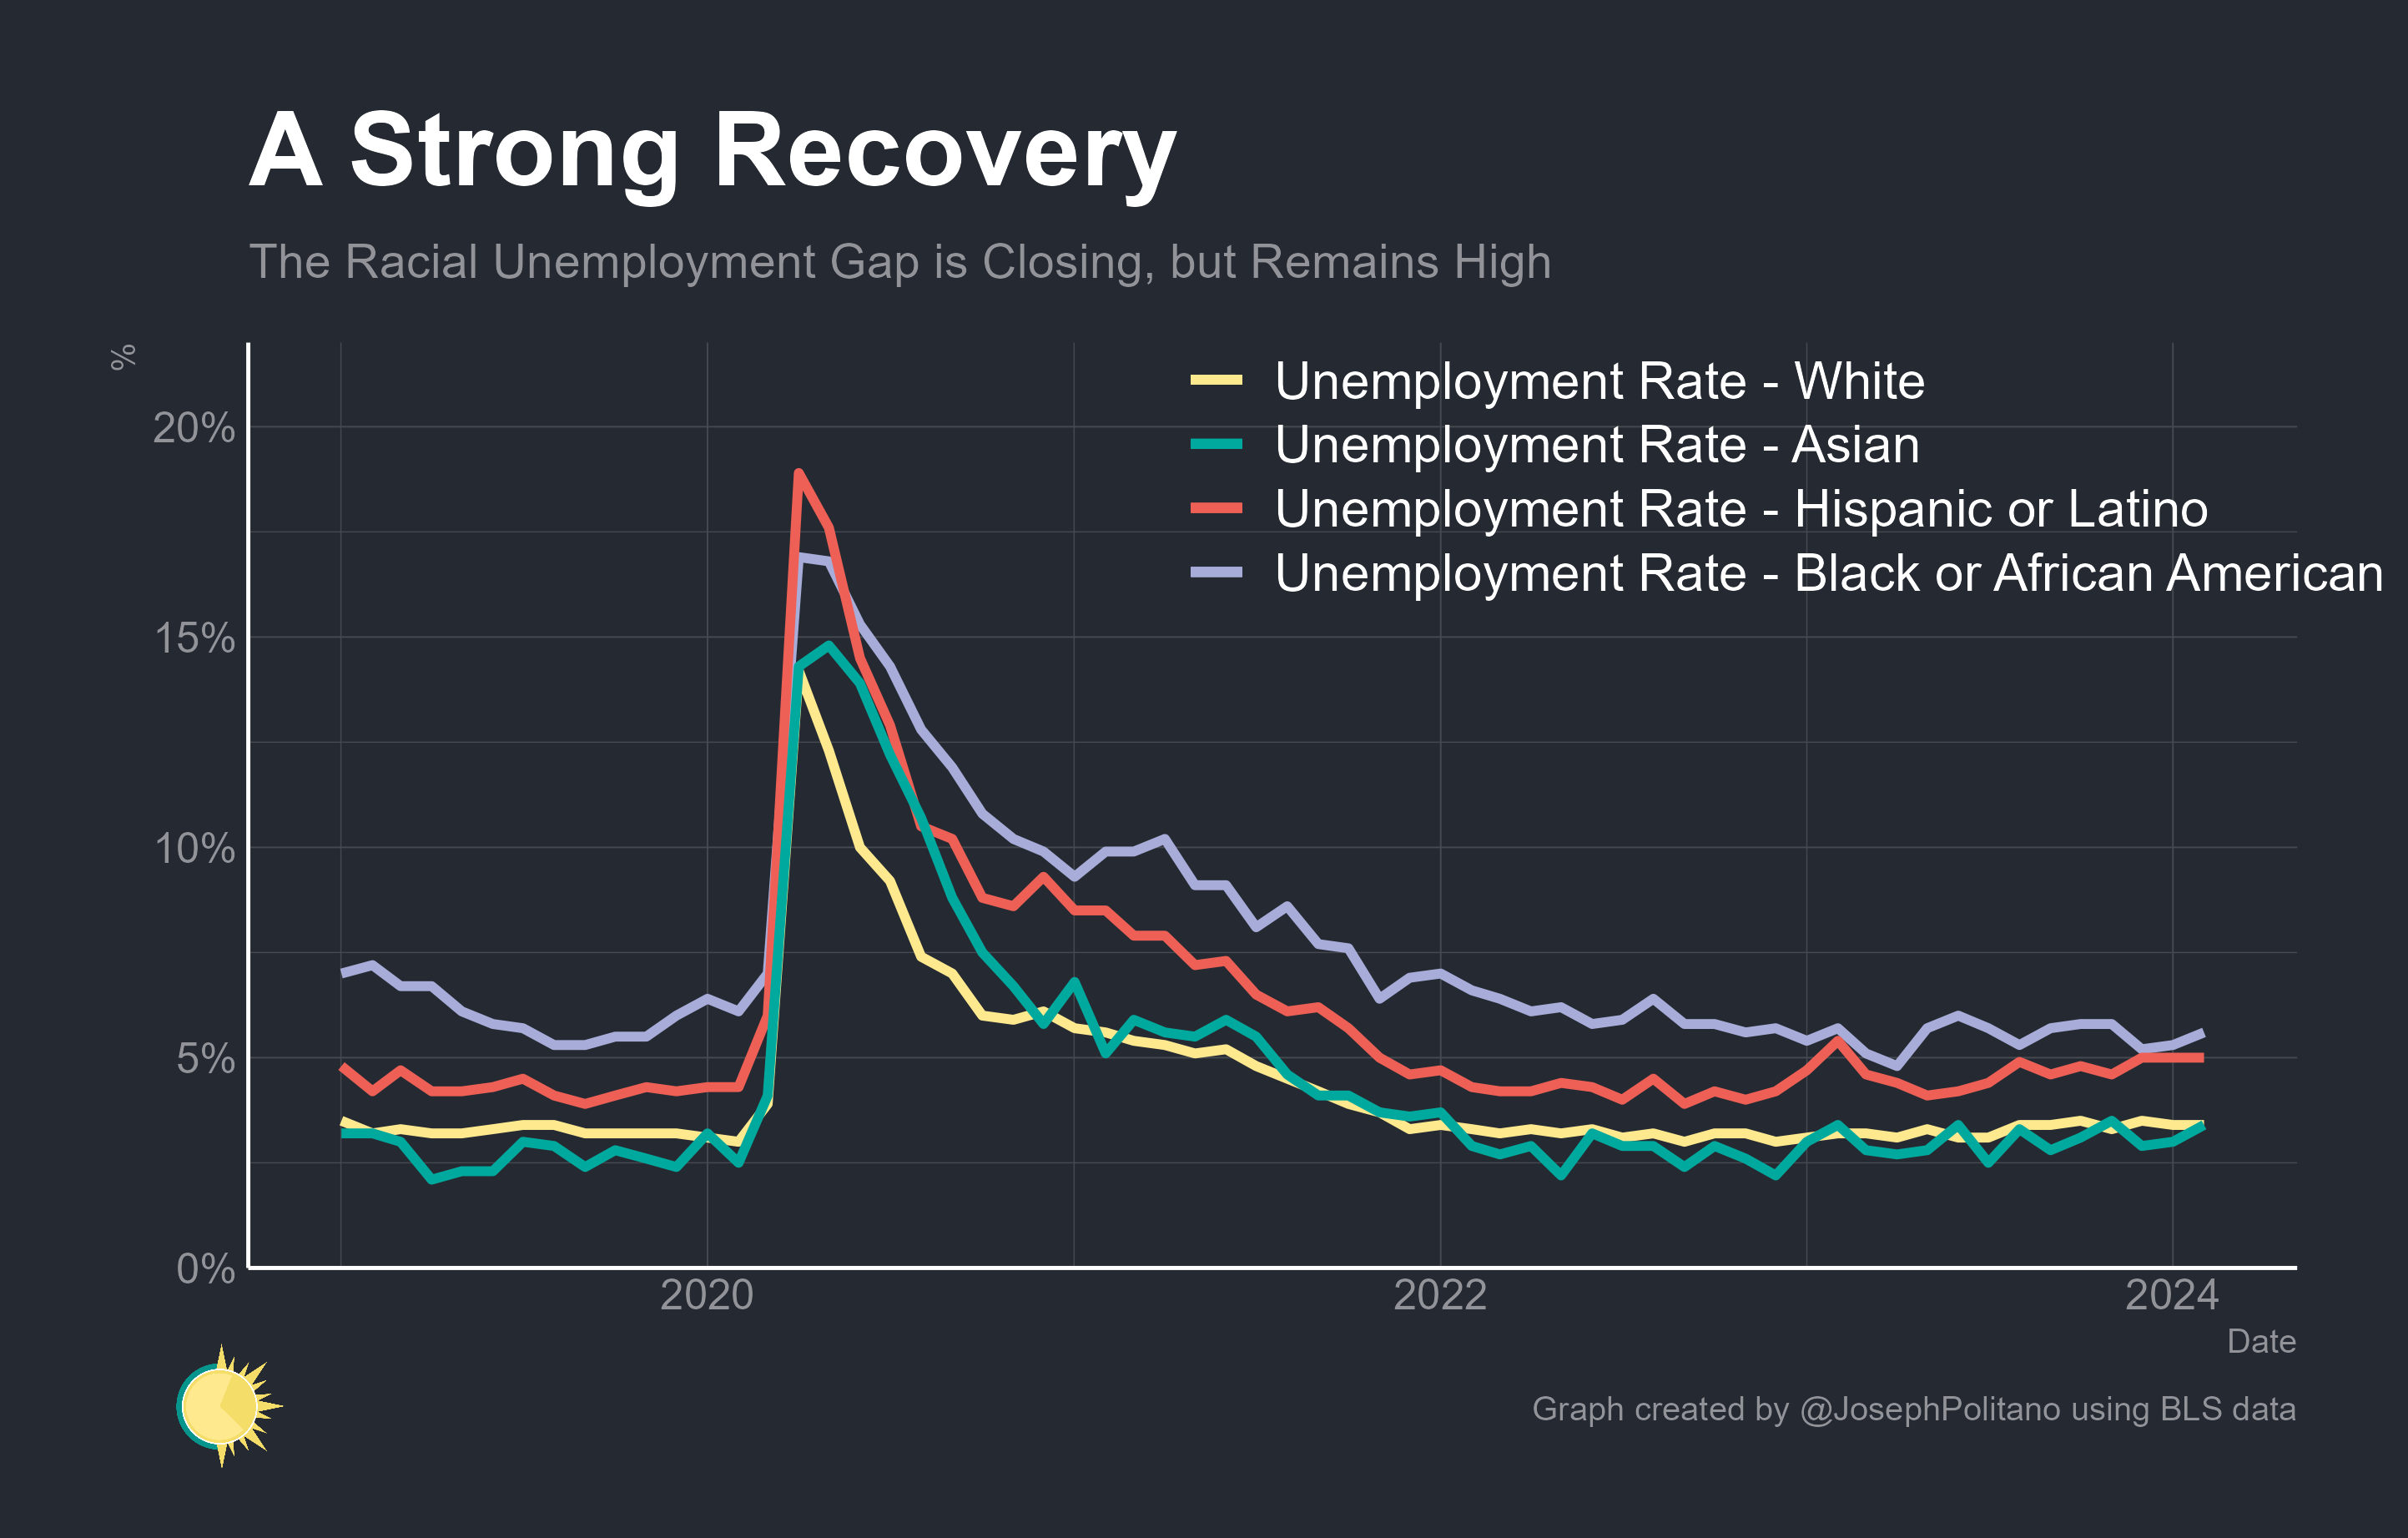 A Strong Recovery
The Racial Unemployment Gap is Closing, but Remains High
%
Unemployment Rate - White
Unemployment Rate - Asian
Unemployment Rate - Hispanic or Latino
Unemployment Rate - Black or African American
20%
15%
10%
5%
0%
2020
2022
2024
Date
Graph created by @JosephPolitano using BLS data